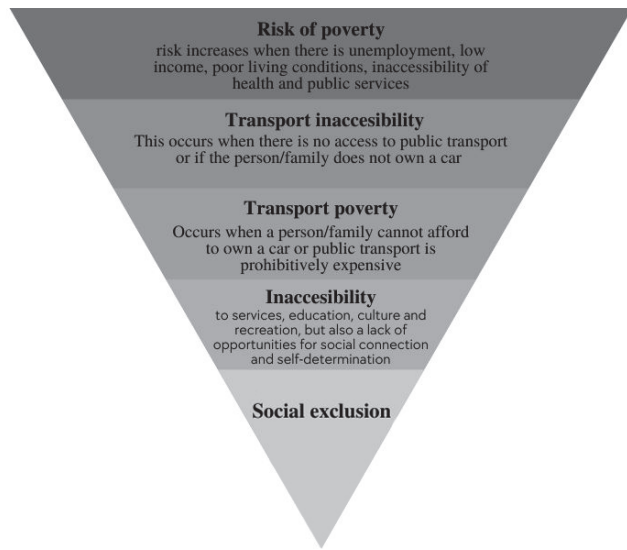 Risk of poverty
risk increases when there is unemployment, low
income, poor living conditions, inaccessibility of
health and public services
Transport inaccesibility
This occurs when there is no access to public transport
or if the person/family does not own a car
Transport poverty
Occurs when a person/family cannot afford
to own a car or public transport is
prohibitively expensive
Inaccesibility
to services, education, culture and
recreation, but also a lack of
opportunities for social connection
and self-determination
Social exclusion